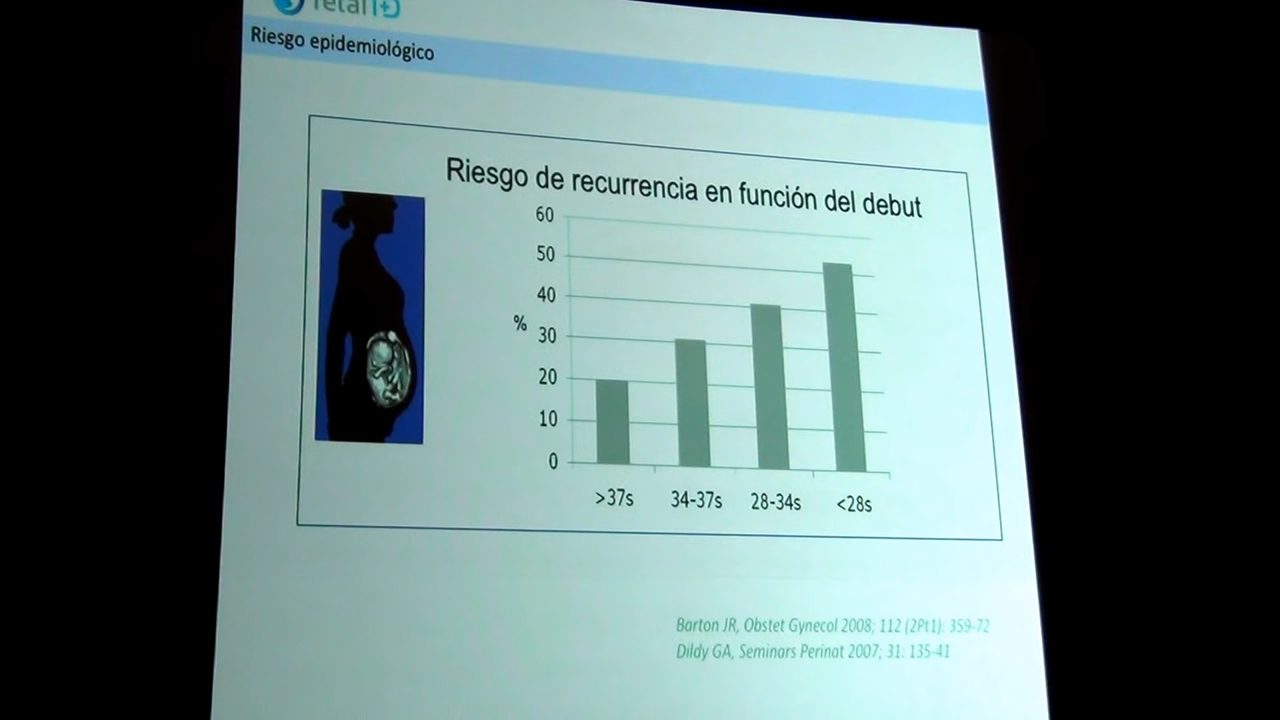 fetal I+D
Riesgo epidemiológico
Riesgo de recurrencia en función del debut
60
50
40
%
30
20
10
0
>37s 34-37s 28-34s <28s
Barton JR, Obstet Gynecol 2008; 112 (2Pt1): 359-72
Dildy GA, Seminars Perinat 2007; 31: 135-41